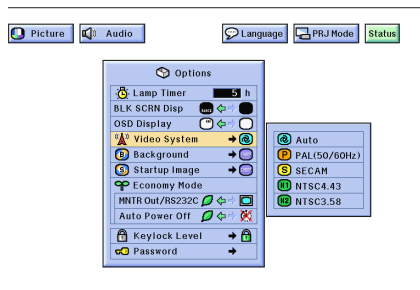 Picture
Audio
Language
PRJ Mode
Status
Options
Lamp Timer 5 h
BLK SCRN Disp
OSD Display
Video System
Background
Startup Image
Economy Mode
MNTR Out/RS232C
Auto Power Off
Keylock Level
Password
Auto
P PAL(50/60Hz)
S SECAM
N1 NTSC4.43
N2 NTSC3.58